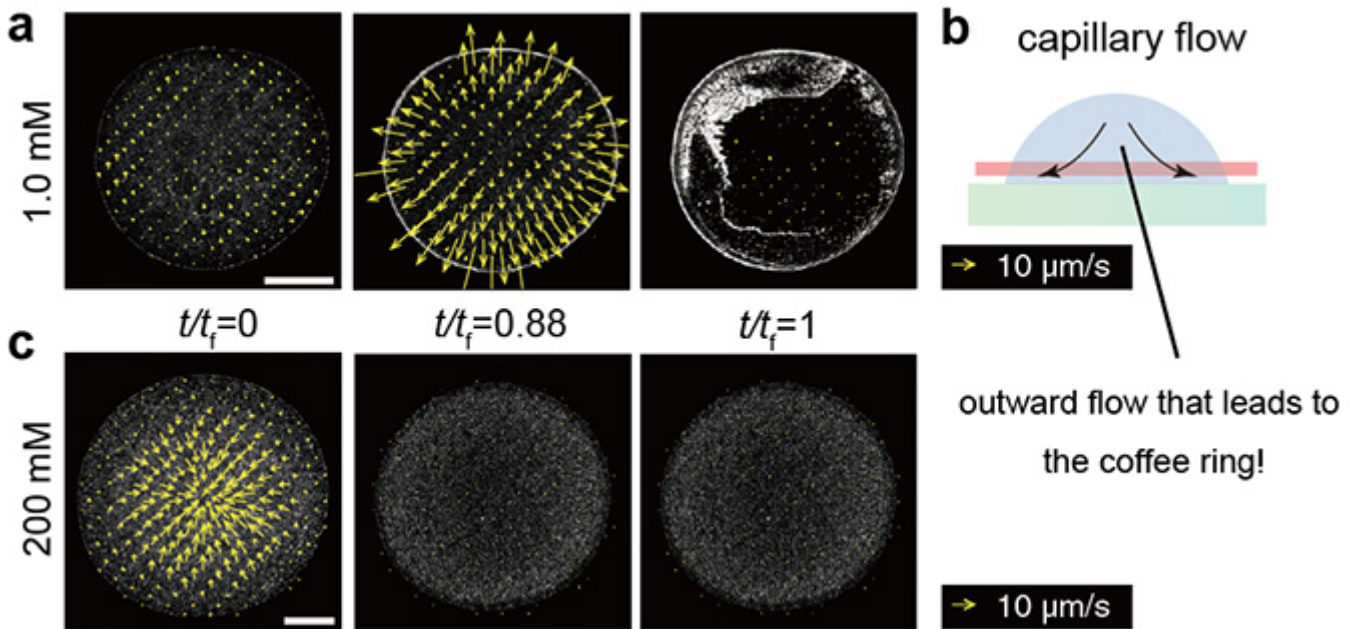 a
1.0 mM
b
capillary flow
10 µm/s
t/tf=0
t/tf=0.88
t/tf=1
c
200 mM
outward flow that leads to
the coffee ring!
10 µm/s